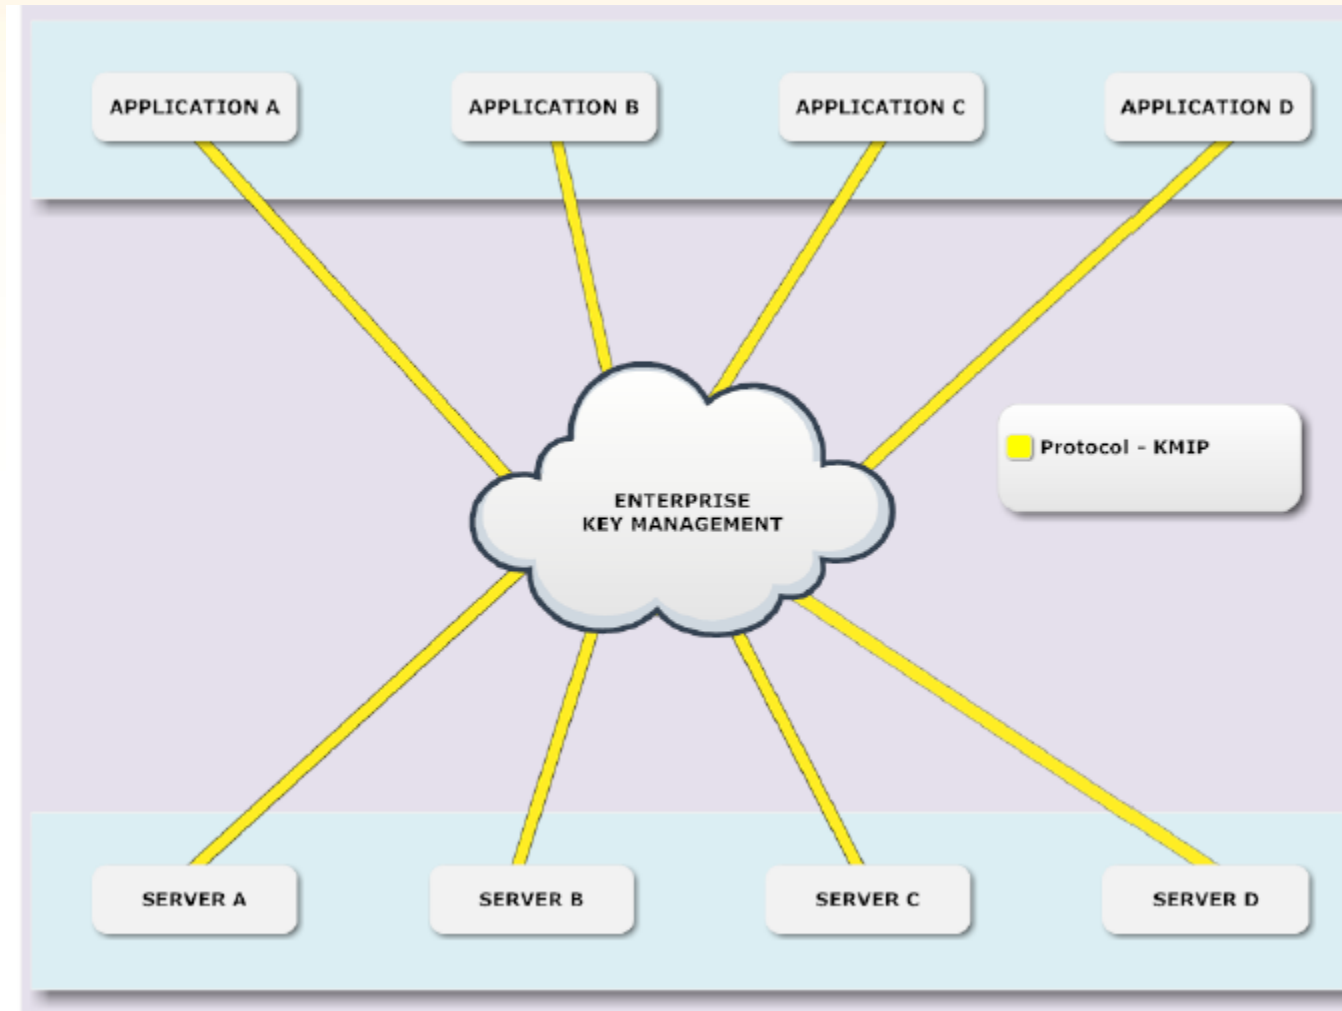 APPLICATION A
APPLICATION B
APPLICATION C
APPLICATION D
Protocol - KMIP
ENTERPRISE
KEY MANAGEMENT
SERVER A
SERVER B
SERVER C
SERVER D